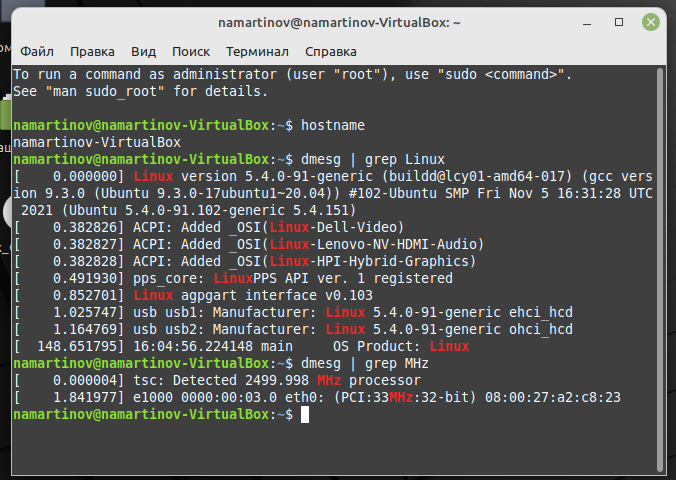 namartinov@namartinov-VirtualBox: ~
Файл Правка Вид Поиск Терминал Справка
To run a command as administrator (user "root"), use "sudo <command>".
See "man sudo_root" for details.
namartinov@namartinov-VirtualBox:~$ hostname
namartinov-VirtualBox
namartinov@namartinov-VirtualBox:~$ dmesg | grep Linux
[    0.000000] Linux version 5.4.0-91-generic (buildd@lcy01-amd64-017) (gcc vers
ion 9.3.0 (Ubuntu 9.3.0-17ubuntu1~20.04)) #102-Ubuntu SMP Fri Nov 5 16:31:28 UTC
 2021 (Ubuntu 5.4.0-91.102-generic 5.4.151)
[    0.382826] ACPI: Added _OSI(Linux-Dell-Video)
[    0.382827] ACPI: Added _OSI(Linux-Lenovo-NV-HDMI-Audio)
[    0.382828] ACPI: Added _OSI(Linux-HPI-Hybrid-Graphics)
[    0.491930] pps_core: LinuxPPS API ver. 1 registered
[    0.852701] Linux agpgart interface v0.103
[    1.025747] usb usb1: Manufacturer: Linux 5.4.0-91-generic ehci_hcd
[    1.164769] usb usb2: Manufacturer: Linux 5.4.0-91-generic ohci_hcd
[  148.651795] 16:04:56.224148 main     OS Product: Linux
namartinov@namartinov-VirtualBox:~$ dmesg | grep MHz
[    0.000004] tsc: Detected 2499.998 MHz processor
[    1.841977] e1000 0000:00:03.0 eth0: (PCI:33MHz:32-bit) 08:00:27:a2:c8:23
namartinov@namartinov-VirtualBox:~$